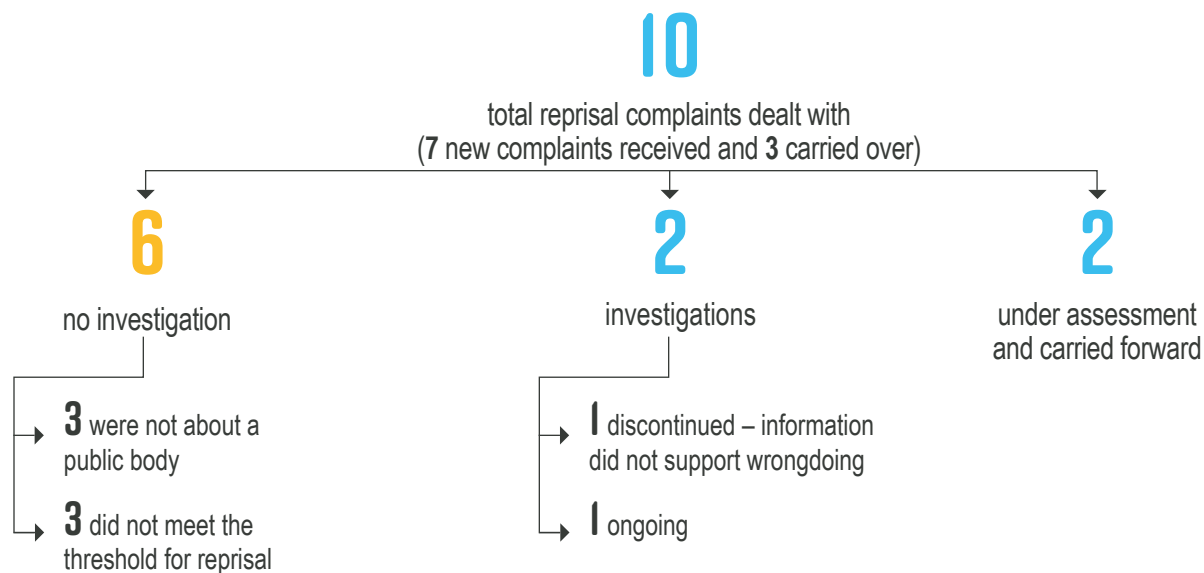 10
total reprisal complaints dealt with
(7 new complaints received and 3 carried over)
6
no investigation
3 were not about a
public body
3 did not meet the
threshold for reprisal
2
investigations
1 discontinued – information
did not support wrongdoing
1 ongoing
2
under assessment
and carried forward